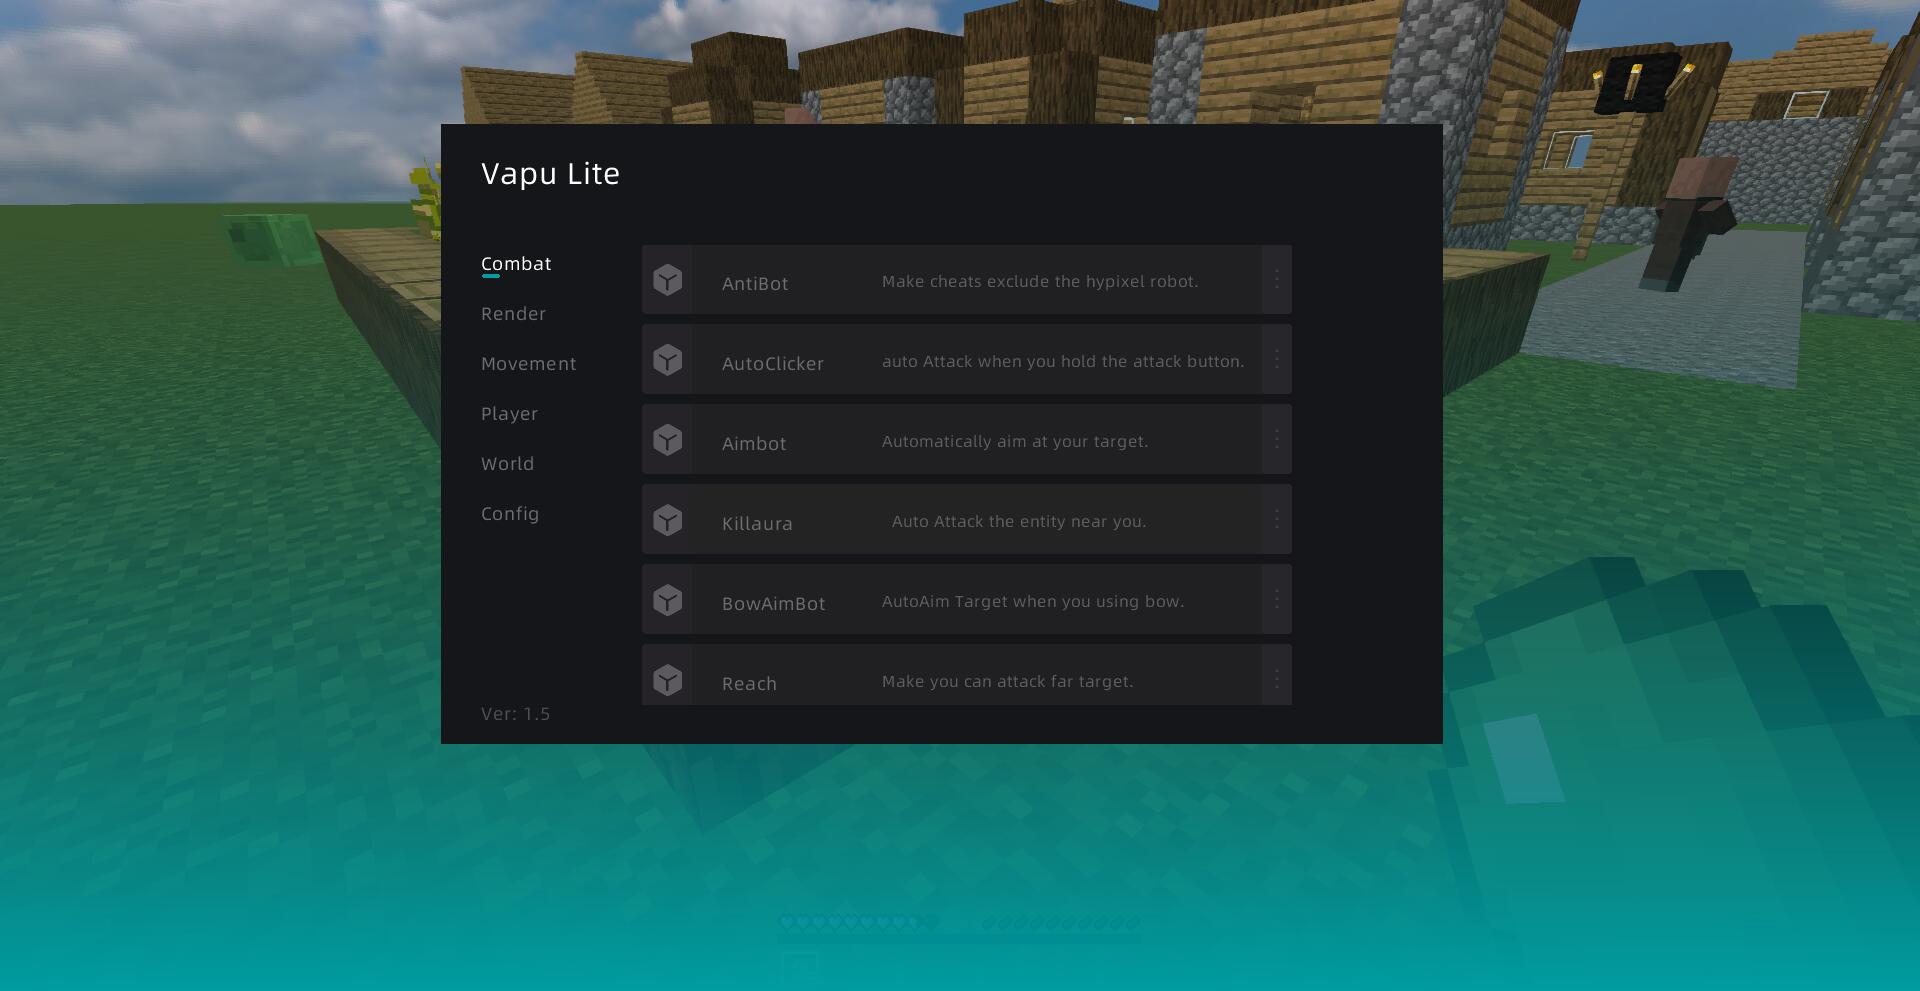 Vapu Lite
Combat
Render
Movement
Player
World
Config
Ver: 1.5
AntiBot Make cheats exclude the hypixel robot.
AutoClicker auto Attack when you hold the attack button.
Aimbot Automatically aim at your target.
Killaura Auto Attack the entity near you.
BowAimBot AutoAim Target when you using bow.
Reach Make you can attack far target.